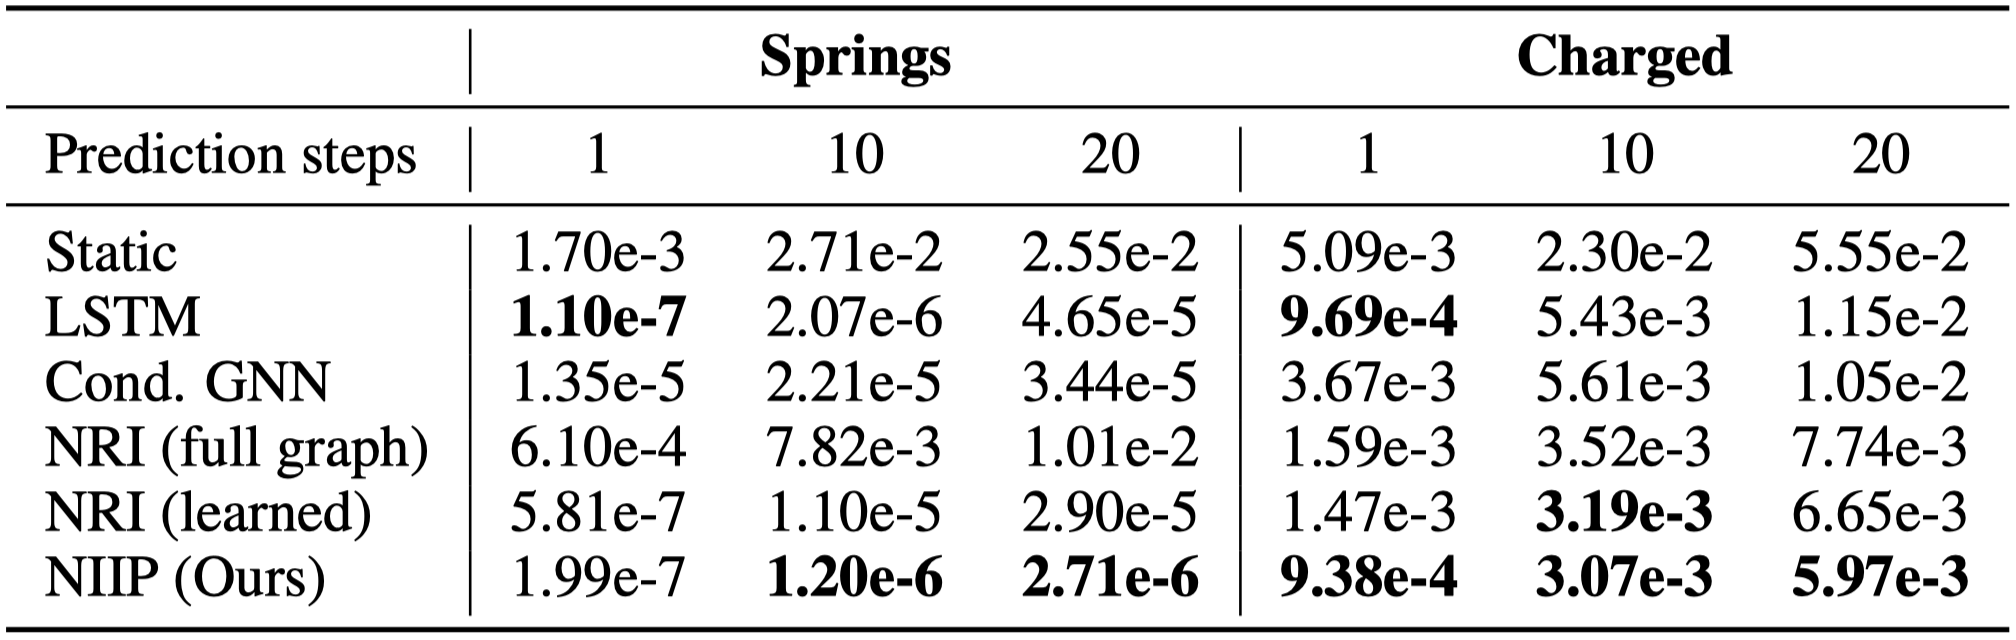 Springs Charged
Prediction steps 1 10 20 1 10 20
Static 1.70e-3 2.71e-2 2.55e-2 5.09e-3 2.30e-2 5.55e-2
LSTM 1.10e-7 2.07e-6 4.65e-5 9.69e-4 5.43e-3 1.15e-2
Cond. GNN 1.35e-5 2.21e-5 3.44e-5 3.67e-3 5.61e-3 1.05e-2
NRI (full graph) 6.10e-4 7.82e-3 1.01e-2 1.59e-3 3.52e-3 7.74e-3
NRI (learned) 5.81e-7 1.10e-5 2.90e-5 1.47e-3 3.19e-3 6.65e-3
NIIP (Ours) 1.99e-7 1.20e-6 2.71e-6 9.38e-4 3.07e-3 5.97e-3